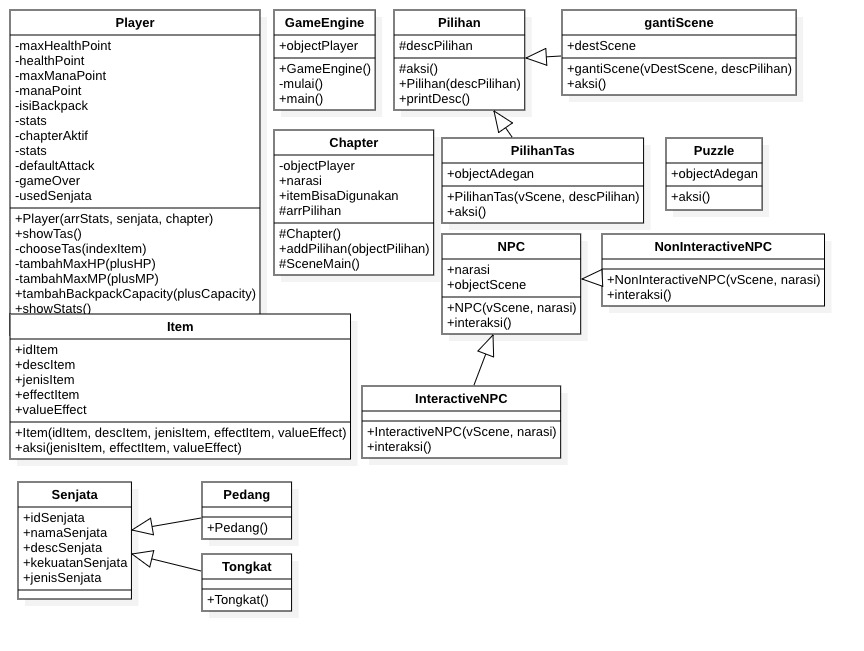 Player
-maxHealthPoint
-healthPoint
-maxManaPoint
-manaPoint
-isiBackpack
-stats
-chapterAktif
-stats
-defaultAttack
-gameOver
-usedSenjata
+Player(arrStats, senjata, chapter)
+showTas()
-chooseTas(indexItem)
-tambahMaxHP(plusHP)
-tambahMaxMP(plusMP)
+tambahBackpackCapacity(plusCapacity)
+showStats()
GameEngine
+objectPlayer
+GameEngine()
-mulai()
+main()
Pilihan
#descPilihan
#aksi()
+Pilihan(descPilihan)
+printDesc()
gantiScene
+destScene
+gantiScene(vDestScene, descPilihan)
+aksi()
Chapter
-objectPlayer
+narasi
+itemBisaDigunakan
#arrPilihan
#Chapter()
+addPilihan(objectPilihan)
#SceneMain()
PilihanTas
+objectAdegan
+PilihanTas(vScene, descPilihan)
+aksi()
Puzzle
+objectAdegan
+aksi()
NPC
+narasi
+objectScene
+NPC(vScene, narasi)
+interaksi()
NonInteractiveNPC
+NonInteractiveNPC(vScene, narasi)
+interaksi()
Item
+idItem
+descItem
+jenisItem
+effectItem
+valueEffect
+Item(idItem, descItem, jenisItem, effectItem, valueEffect)
+aksi(jenisItem, effectItem, valueEffect)
InteractiveNPC
+InteractiveNPC(vScene, narasi)
+interaksi()
Senjata
+idSenjata
+namaSenjata
+descSenjata
+kekuatanSenjata
+jenisSenjata
Pedang
+Pedang()
Tongkat
+Tongkat()